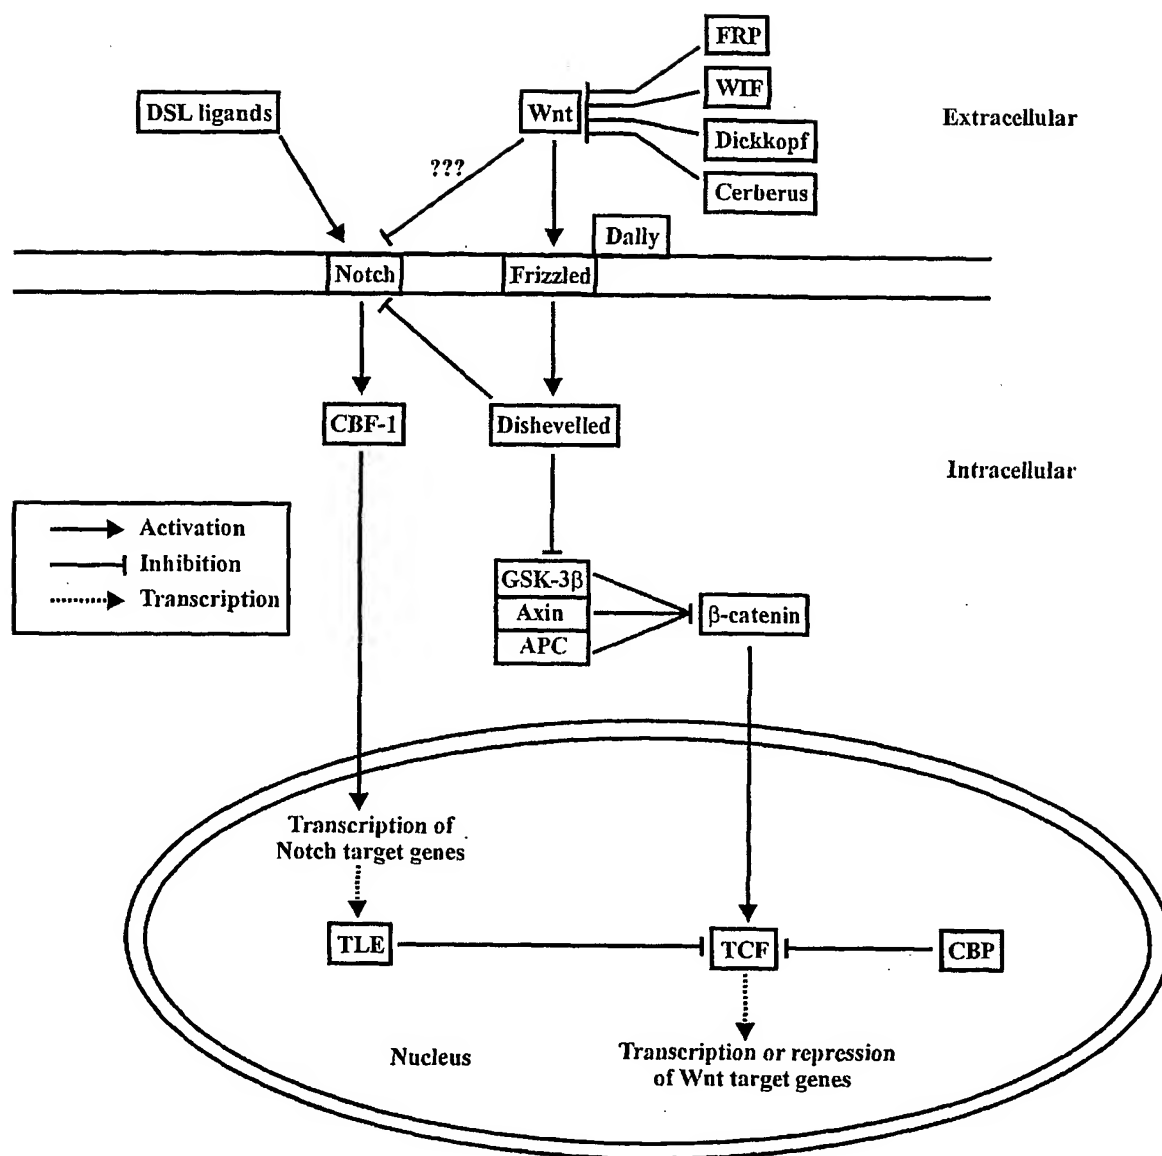 FRP
WIF
DSL ligands
Wnt
Extracellular
Dickkopf
???
Cerberus
Dally
Notch
Frizzled
CBF-1
Dishevelled
Intracellular
Activation
Inhibition
Transcription
GSK-3β
Axin
APC
β-catenin
Transcription of
Notch target genes
TLE
TCF
CBP
Nucleus
Transcription or repression
of Wnt target genes